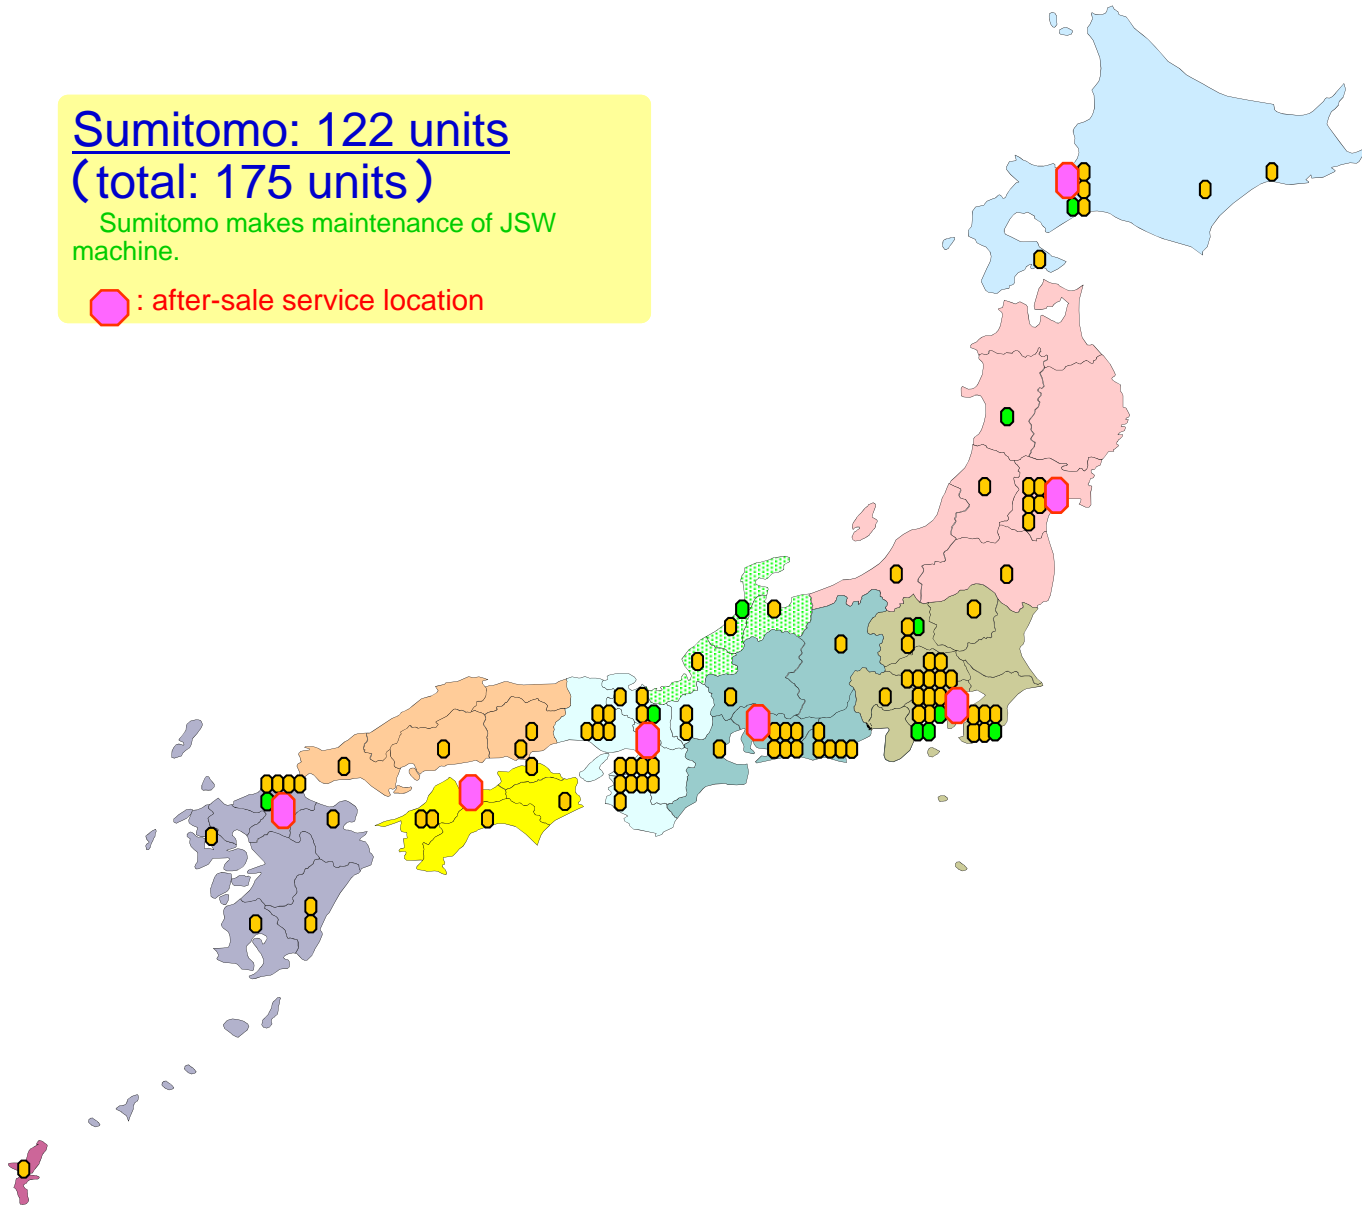 Sumitomo: 122 units
（total: 175 units）
Sumitomo makes maintenance of JSW
machine.
: after-sale service location